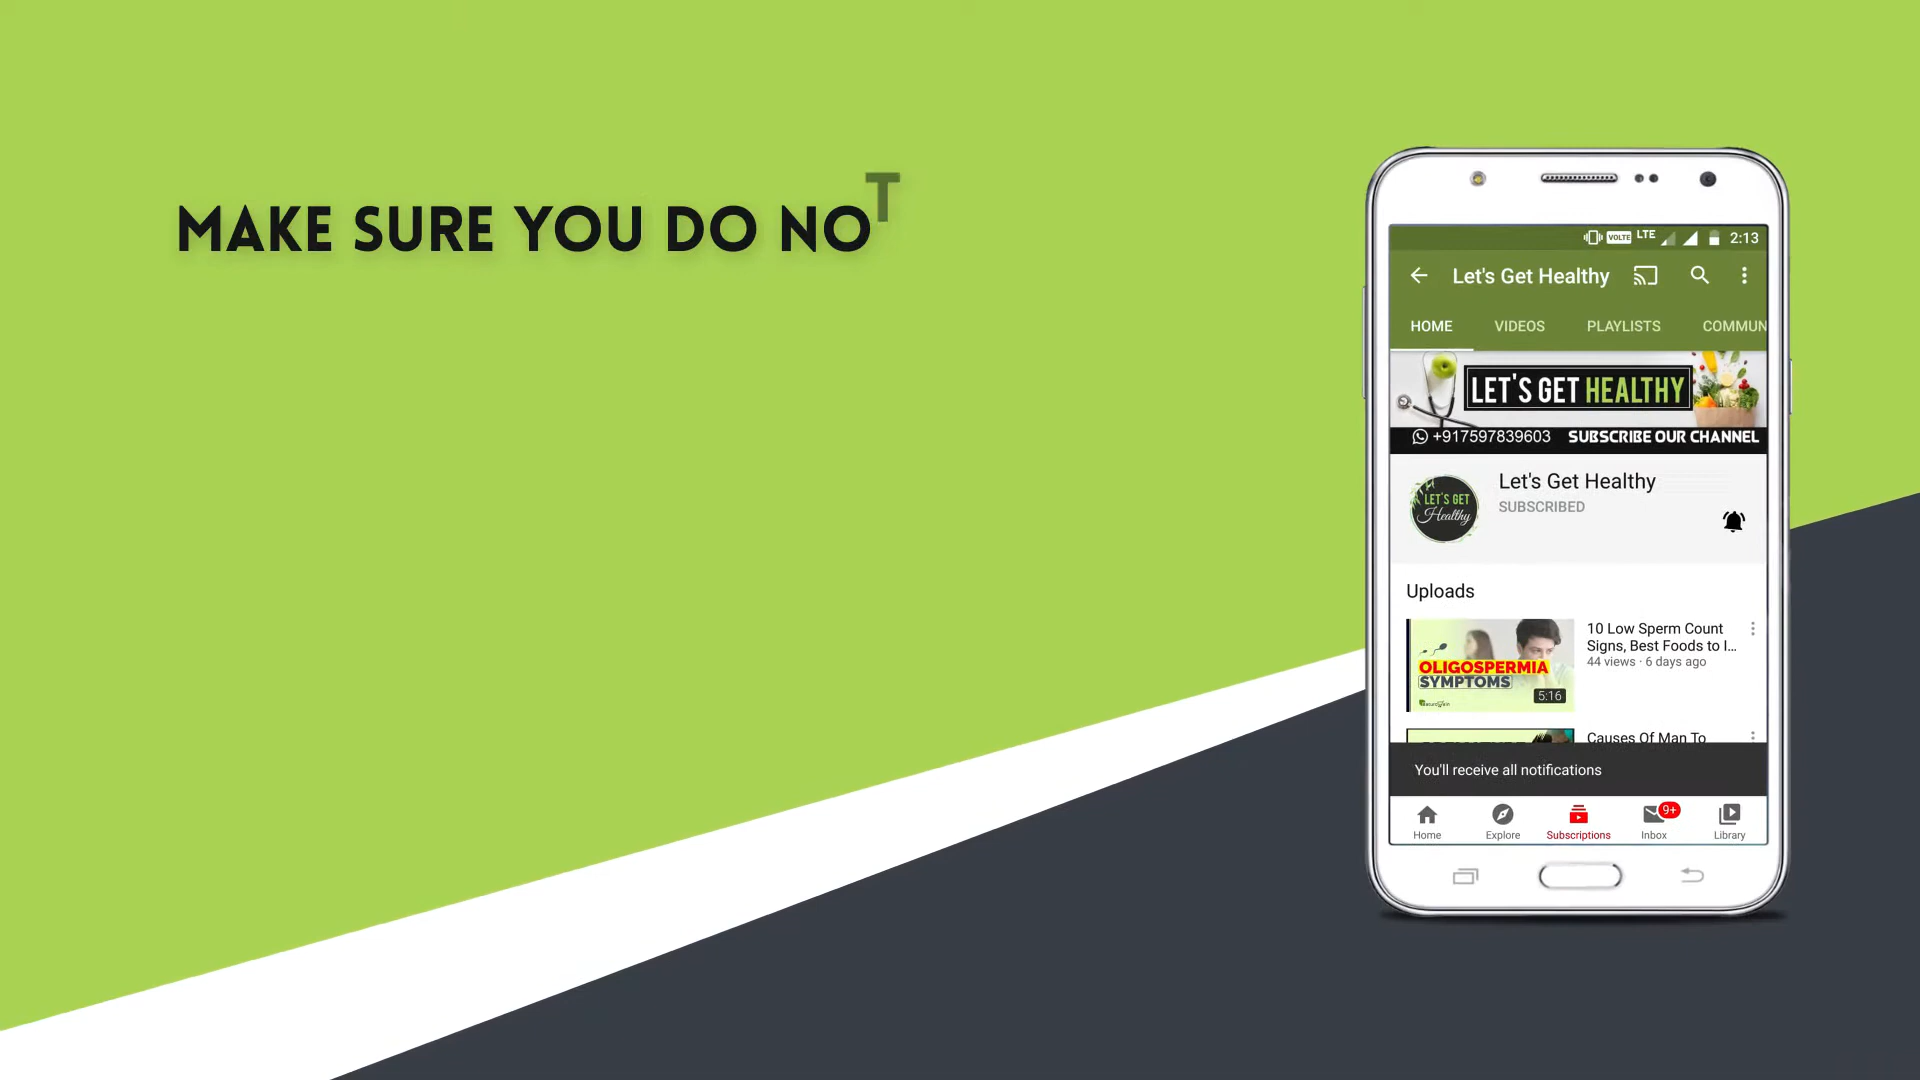 MAKE SURE YOU DO NOT
VOLTE LTE 2:13
Let's Get Healthy
HOME VIDEOS PLAYLISTS COMMUN
LET'S GET HEALTHY
+917597839603 SUBSCRIBE OUR CHANNEL
LET'S GET
Healthy
Let's Get Healthy
SUBSCRIBED
Uploads
OLIGOSPERMIA
SYMPTOMS
5:16
10 Low Sperm Count
Signs, Best Foods to I...
44 views · 6 days ago
Causes Of Man To
You'll receive all notifications
9+
Home Explore Subscriptions Inbox Library